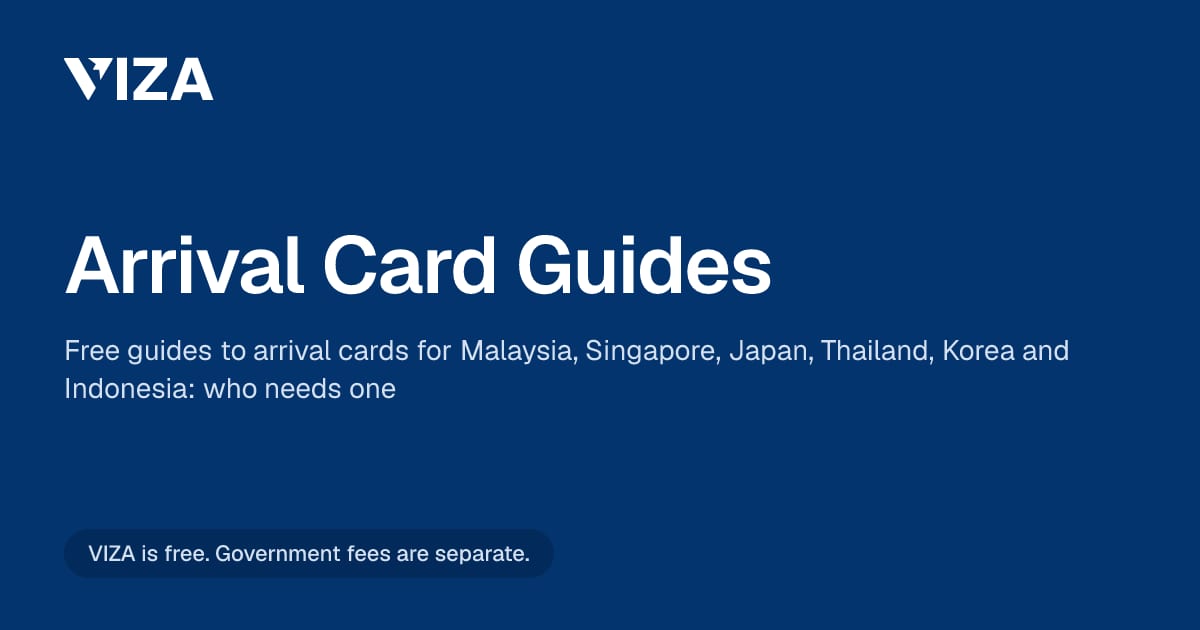 VIZA
Arrival Card Guides
Free guides to arrival cards for Malaysia, Singapore, Japan, Thailand, Korea and
Indonesia: who needs one
VIZA is free. Government fees are separate.